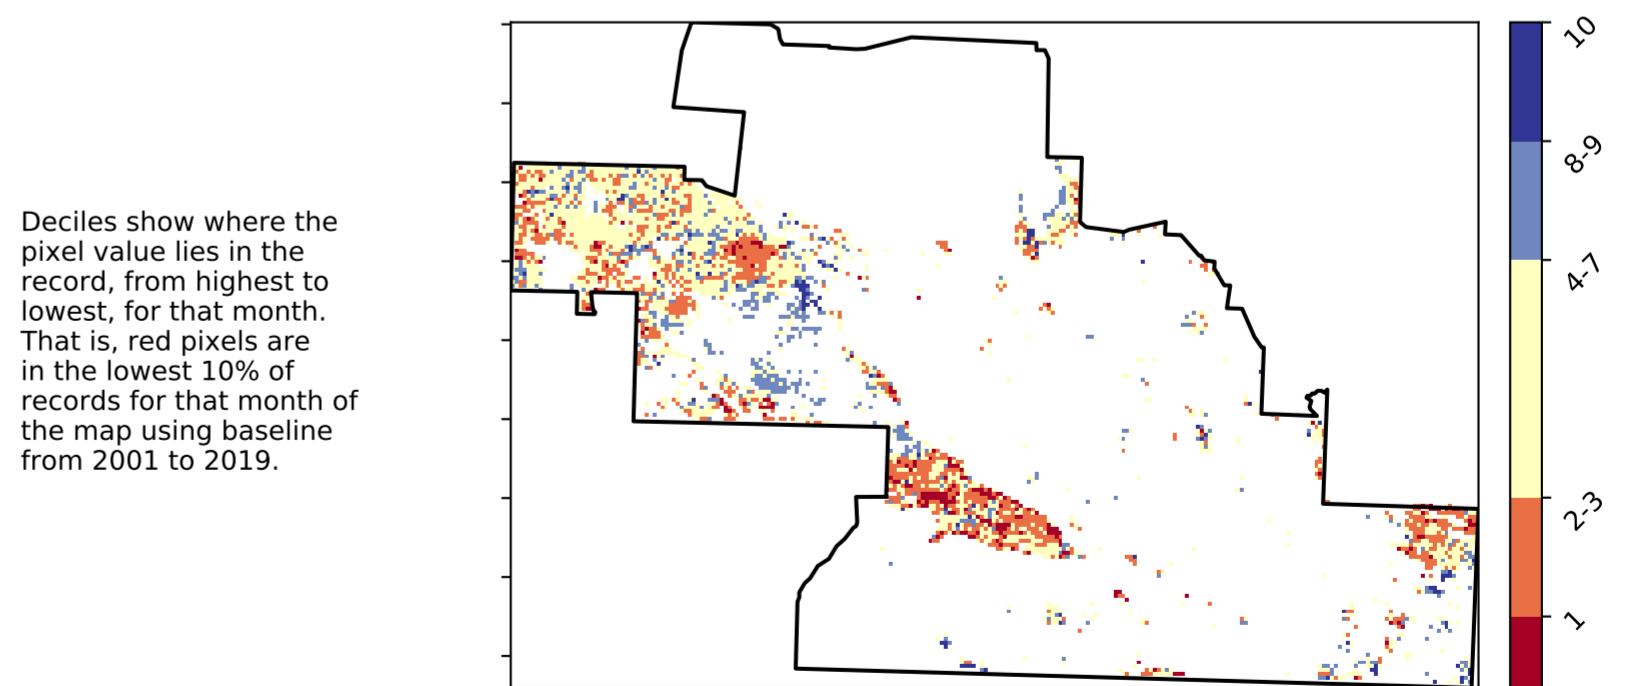 Deciles show where the
pixel value lies in the
record, from highest to
lowest, for that month.
That is, red pixels are
in the lowest 10% of
records for that month of
the map using baseline
from 2001 to 2019.
10
8-9
4-7
2-3
1